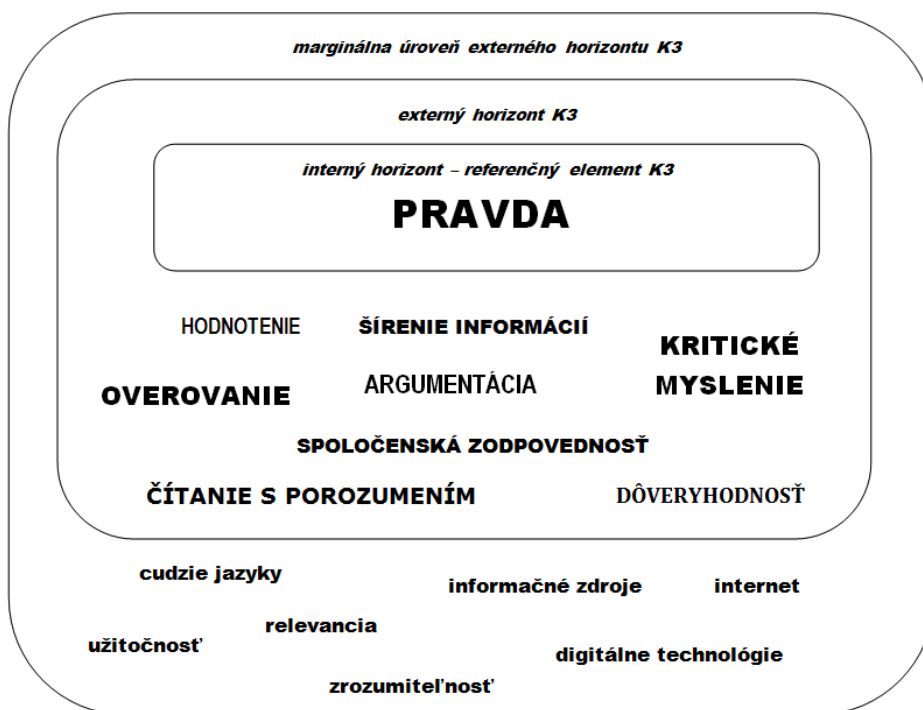 marginálna úroveň externého horizontu K3
externý horizont K3
interný horizont – referenčný element K3
PRAVDA
HODNOTENIE
ŠÍRENIE INFORMÁCIÍ
KRITICKÉ
MYSLENIE
OVEROVANIE
ARGUMENTÁCIA
SPOLOČENSKÁ ZODPOVEDNOSŤ
ČÍTANIE S POROZUMENÍM
DÔVERYHODNOSŤ
cudzie jazyky
informačné zdroje
internet
relevancia
užitočnosť
digitálne technológie
zrozumiteľnosť